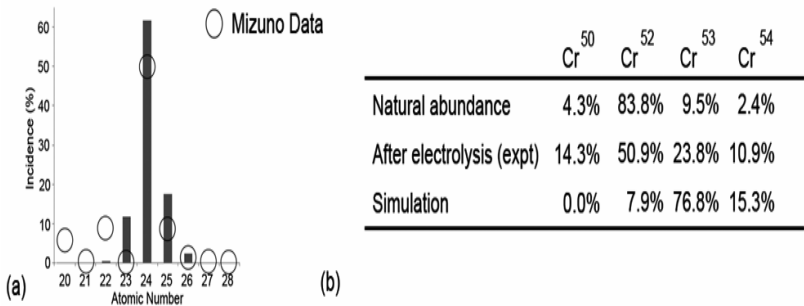 60
50
40
30
20
10
0
Incidence (%)
20 21 22 23 24 25 26 27 28
Atomic Number
Mizuno Data
(a)
Cr50 Cr52 Cr53 Cr54
Natural abundance 4.3% 83.8% 9.5% 2.4%
After electrolysis (expt) 14.3% 50.9% 23.8% 10.9%
Simulation 0.0% 7.9% 76.8% 15.3%
(b)